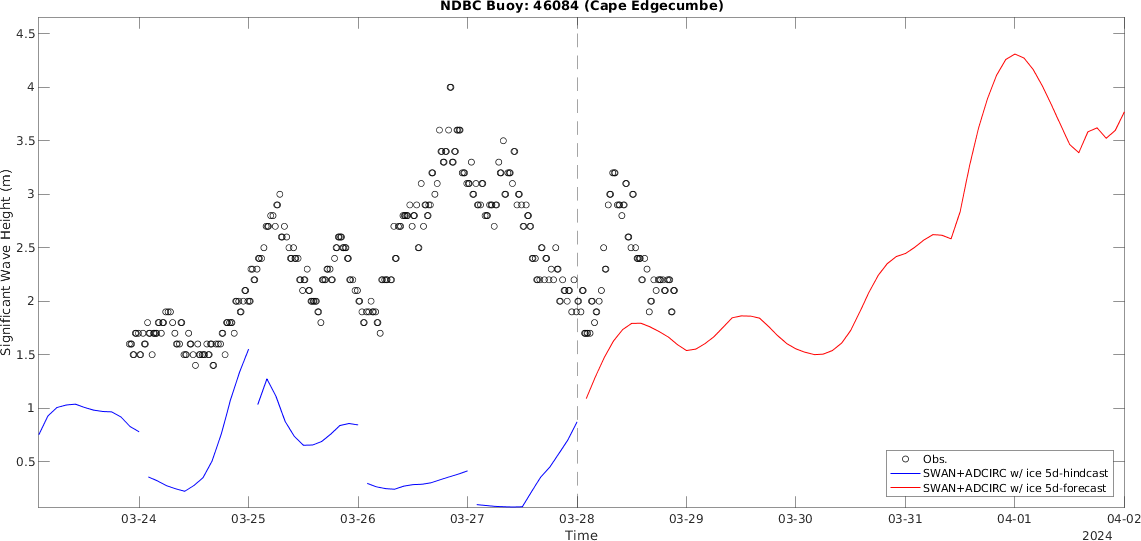 NDBC Buoy: 46084 (Cape Edgecumbe)
4.5
4
3.5
3
2.5
2
1.5
1
0.5
Significant Wave Height (m)
Obs.
SWAN+ADCIRC w/ ice 5d-hindcast
SWAN+ADCIRC w/ ice 5d-forecast
03-24 03-25 03-26 03-27 03-28 03-29 03-30 03-31 04-01 04-02
Time
2024